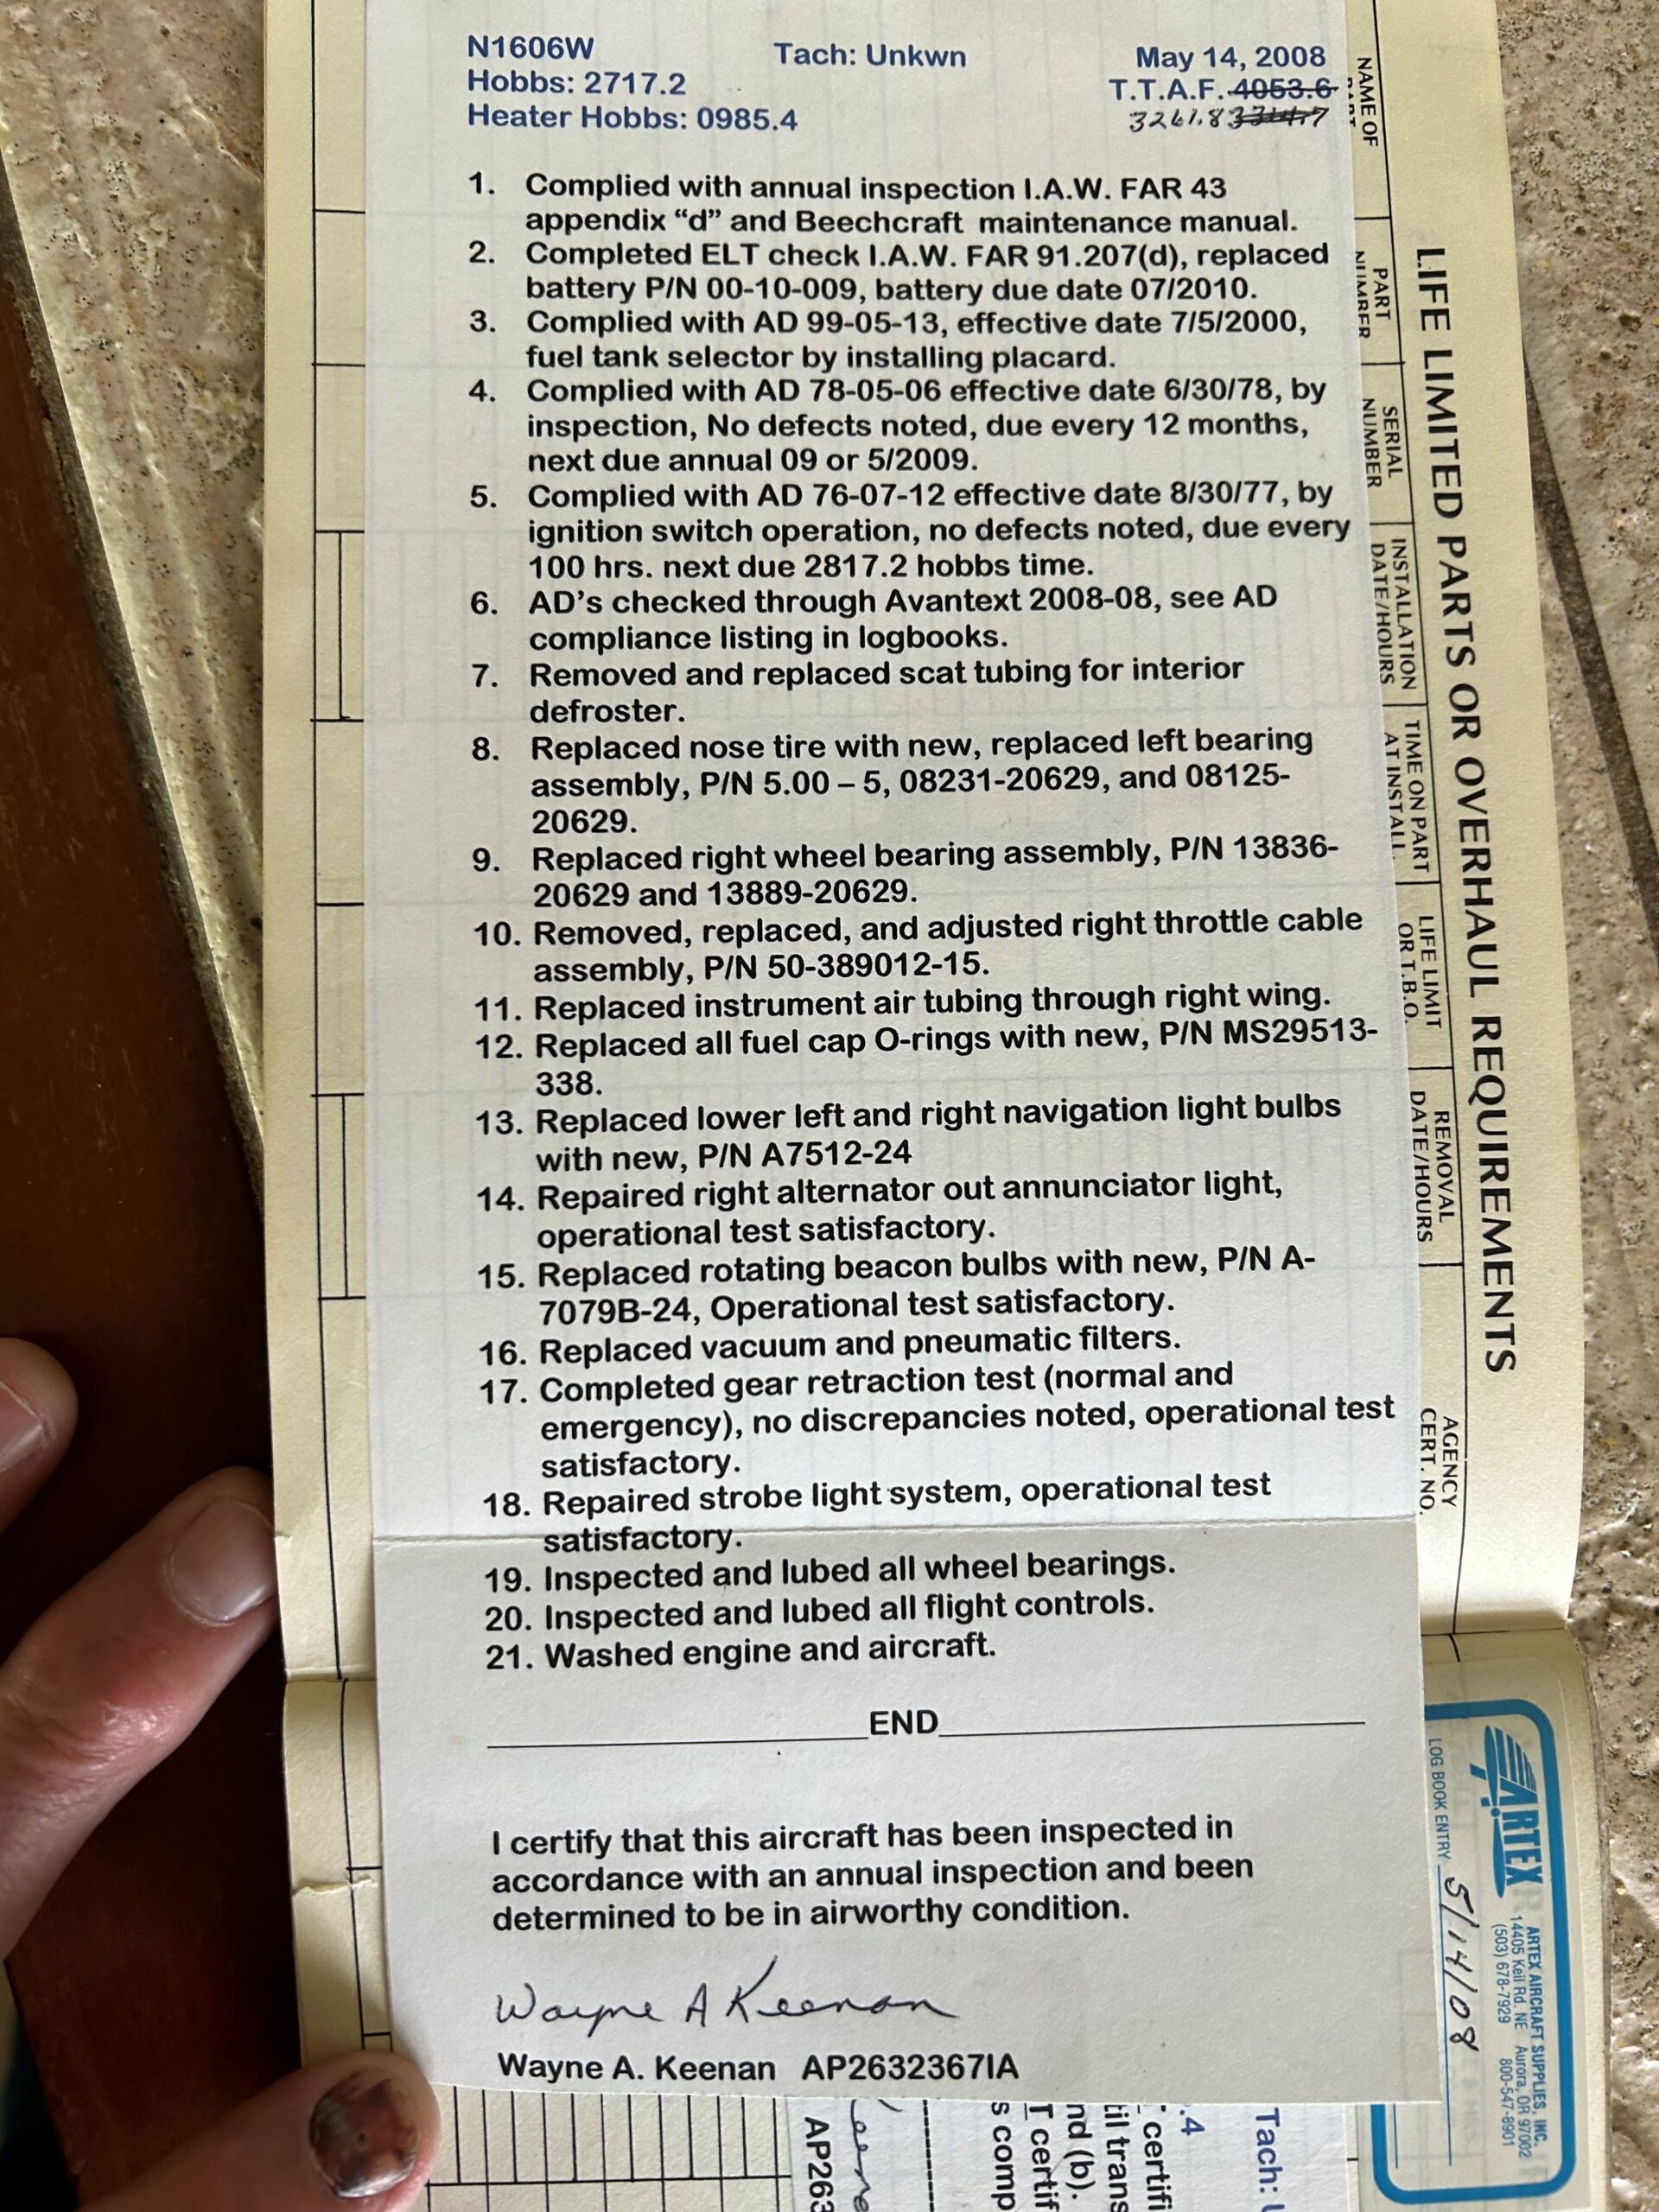 N1606W Tach: Unkwn May 14, 2008
Hobbs: 2717.2 T.T.A.F. 4053.6
Heater Hobbs: 0985.4 3261.8
1. Complied with annual inspection I.A.W. FAR 43
appendix “d” and Beechcraft maintenance manual.
2. Completed ELT check I.A.W. FAR 91.207(d), replaced
battery P/N 00-10-009, battery due date 07/2010.
3. Complied with AD 99-05-13, effective date 7/5/2000,
fuel tank selector by installing placard.
4. Complied with AD 78-05-06 effective date 6/30/78, by
inspection, No defects noted, due every 12 months,
next due annual 09 or 5/2009.
5. Complied with AD 76-07-12 effective date 8/30/77, by
ignition switch operation, no defects noted, due every
100 hrs. next due 2817.2 hobbs time.
6. AD’s checked through Avantext 2008-08, see AD
compliance listing in logbooks.
7. Removed and replaced scat tubing for interior
defroster.
8. Replaced nose tire with new, replaced left bearing
assembly, P/N 5.00 – 5, 08231-20629, and 08125-
20629.
9. Replaced right wheel bearing assembly, P/N 13836-
20629 and 13889-20629.
10. Removed, replaced, and adjusted right throttle cable
assembly, P/N 50-389012-15.
11. Replaced instrument air tubing through right wing.
12. Replaced all fuel cap O-rings with new, P/N MS29513-
338.
13. Replaced lower left and right navigation light bulbs
with new, P/N A7512-24
14. Repaired right alternator out annunciator light,
operational test satisfactory.
15. Replaced rotating beacon bulbs with new, P/N A-
7079B-24, Operational test satisfactory.
16. Replaced vacuum and pneumatic filters.
17. Completed gear retraction test (normal and
emergency), no discrepancies noted, operational test
satisfactory.
18. Repaired strobe light system, operational test
satisfactory.
19. Inspected and lubed all wheel bearings.
20. Inspected and lubed all flight controls.
21. Washed engine and aircraft.
END
I certify that this aircraft has been inspected in
accordance with an annual inspection and been
determined to be in airworthy condition.
Wayne A Keenan
Wayne A. Keenan AP2632367IA
LIFE LIMITED PARTS OR OVERHAUL REQUIREMENTS
NAME OF
PART
PART
NUMBER
SERIAL
NUMBER
INSTALLATION
DATE/HOURS
TIME ON PART
AT INSTALL.
LIFE LIMIT
OR T.B.O.
REMOVAL
DATE/HOURS
AGENCY
CERT. NO.
ARTEX
ARTEX AIRCRAFT SUPPLIES, INC.
14405 Keil Rd. NE Aurora, OR 97002
(503) 678-7929 800-547-8901
LOG BOOK ENTRY 5/14/08
Tach:
.4
certifi
til trans
nd (b).
T certif
s comp
AP263